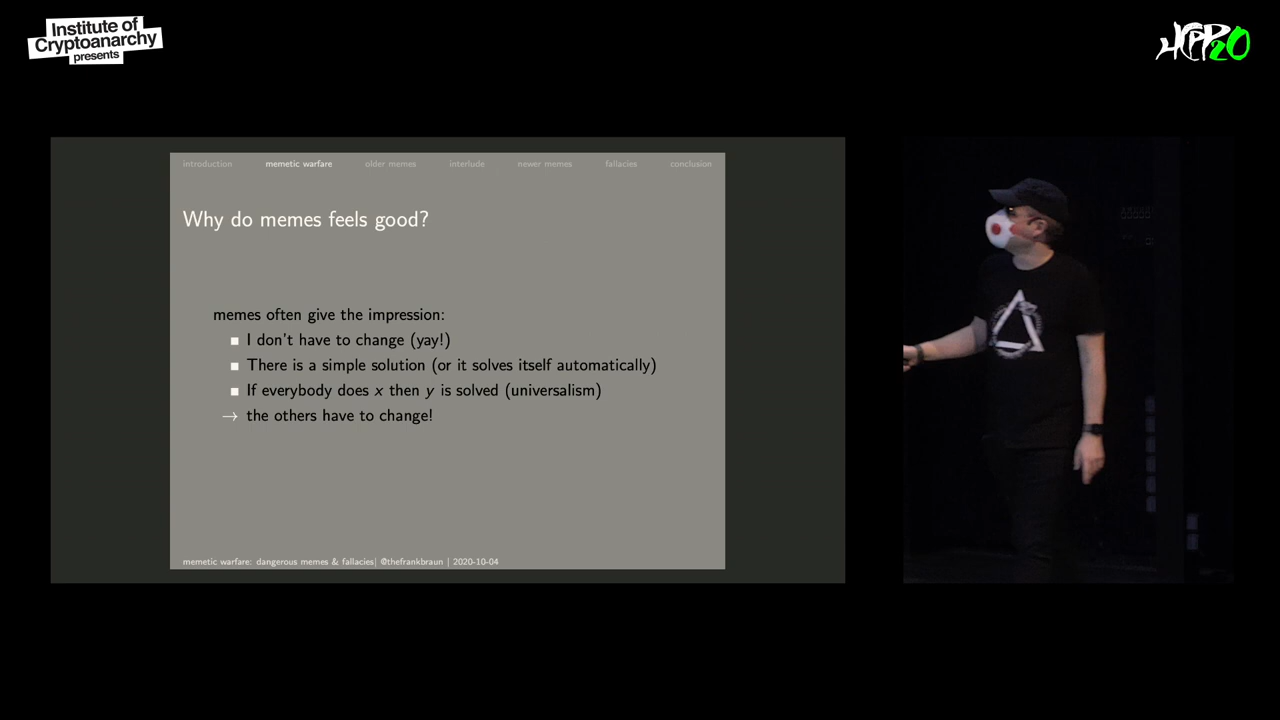 Institute of
Cryptoanarchy
presents
HCPP20
introduction memetic warfare older memes interlude newer memes fallacies conclusion
Why do memes feels good?
memes often give the impression:
I don't have to change (yay!)
There is a simple solution (or it solves itself automatically)
If everybody does x then y is solved (universalism)
→ the others have to change!
memetic warfare: dangerous memes & fallacies| @thefrankbraun | 2020-10-04